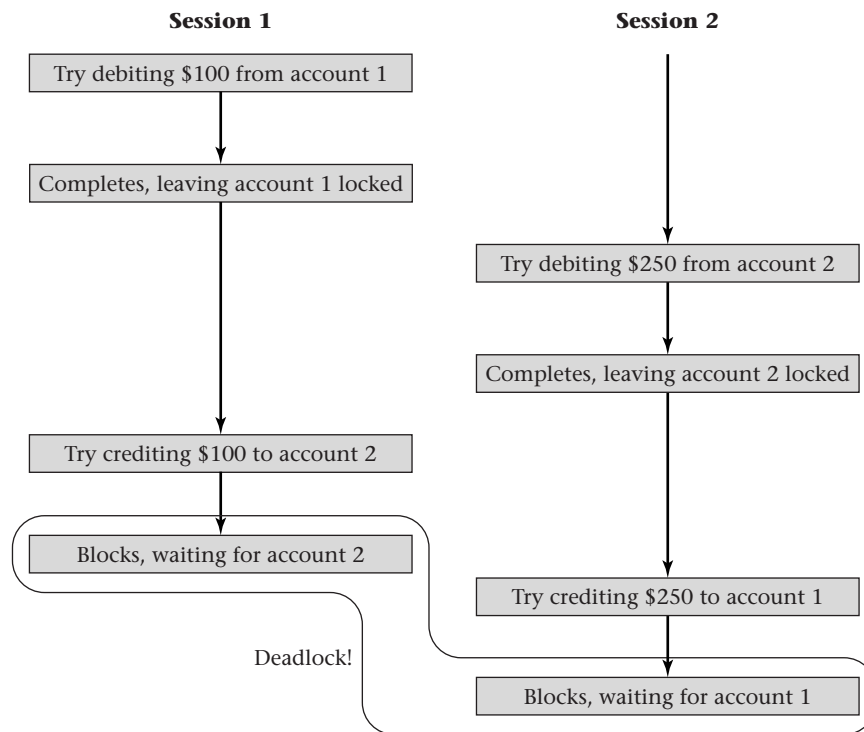 Session 1
Session 2
Try debiting $100 from account 1
Completes, leaving account 1 locked
Try debiting $250 from account 2
Completes, leaving account 2 locked
Try crediting $100 to account 2
Blocks, waiting for account 2
Try crediting $250 to account 1
Deadlock!
Blocks, waiting for account 1